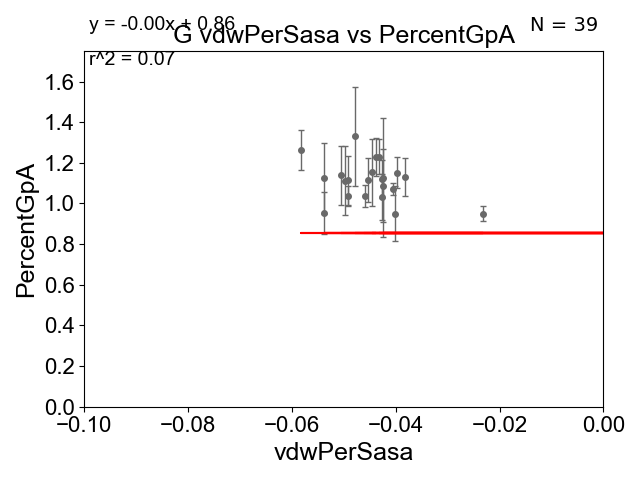 y = -0.00x + 0.86
G vdwPerSasa vs PercentGpA
N = 39
r^2 = 0.07
PercentGpA
1.6
1.4
1.2
1.0
0.8
0.6
0.4
0.2
0.0
−0.10
−0.08
−0.06
−0.04
−0.02
0.00
vdwPerSasa